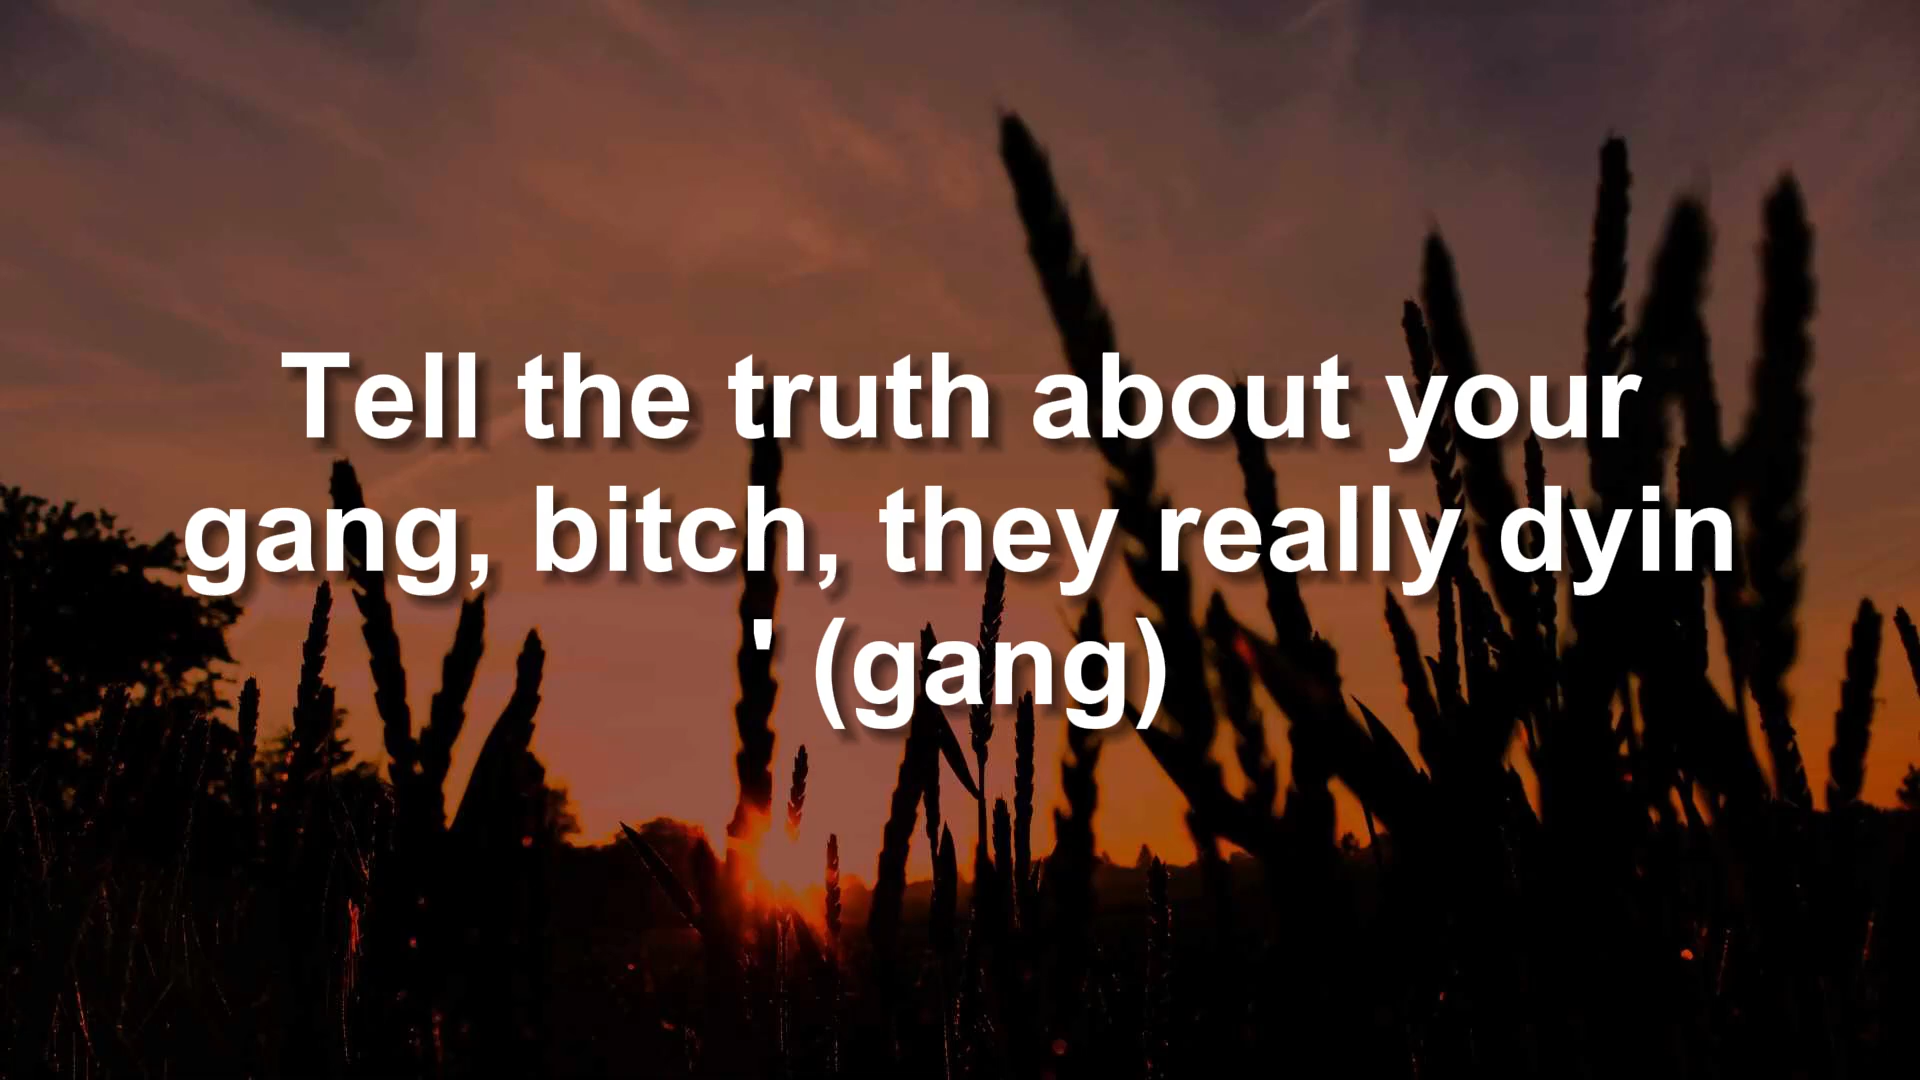 Tell the truth about your
gang, bitch, they really dyin
' (gang)